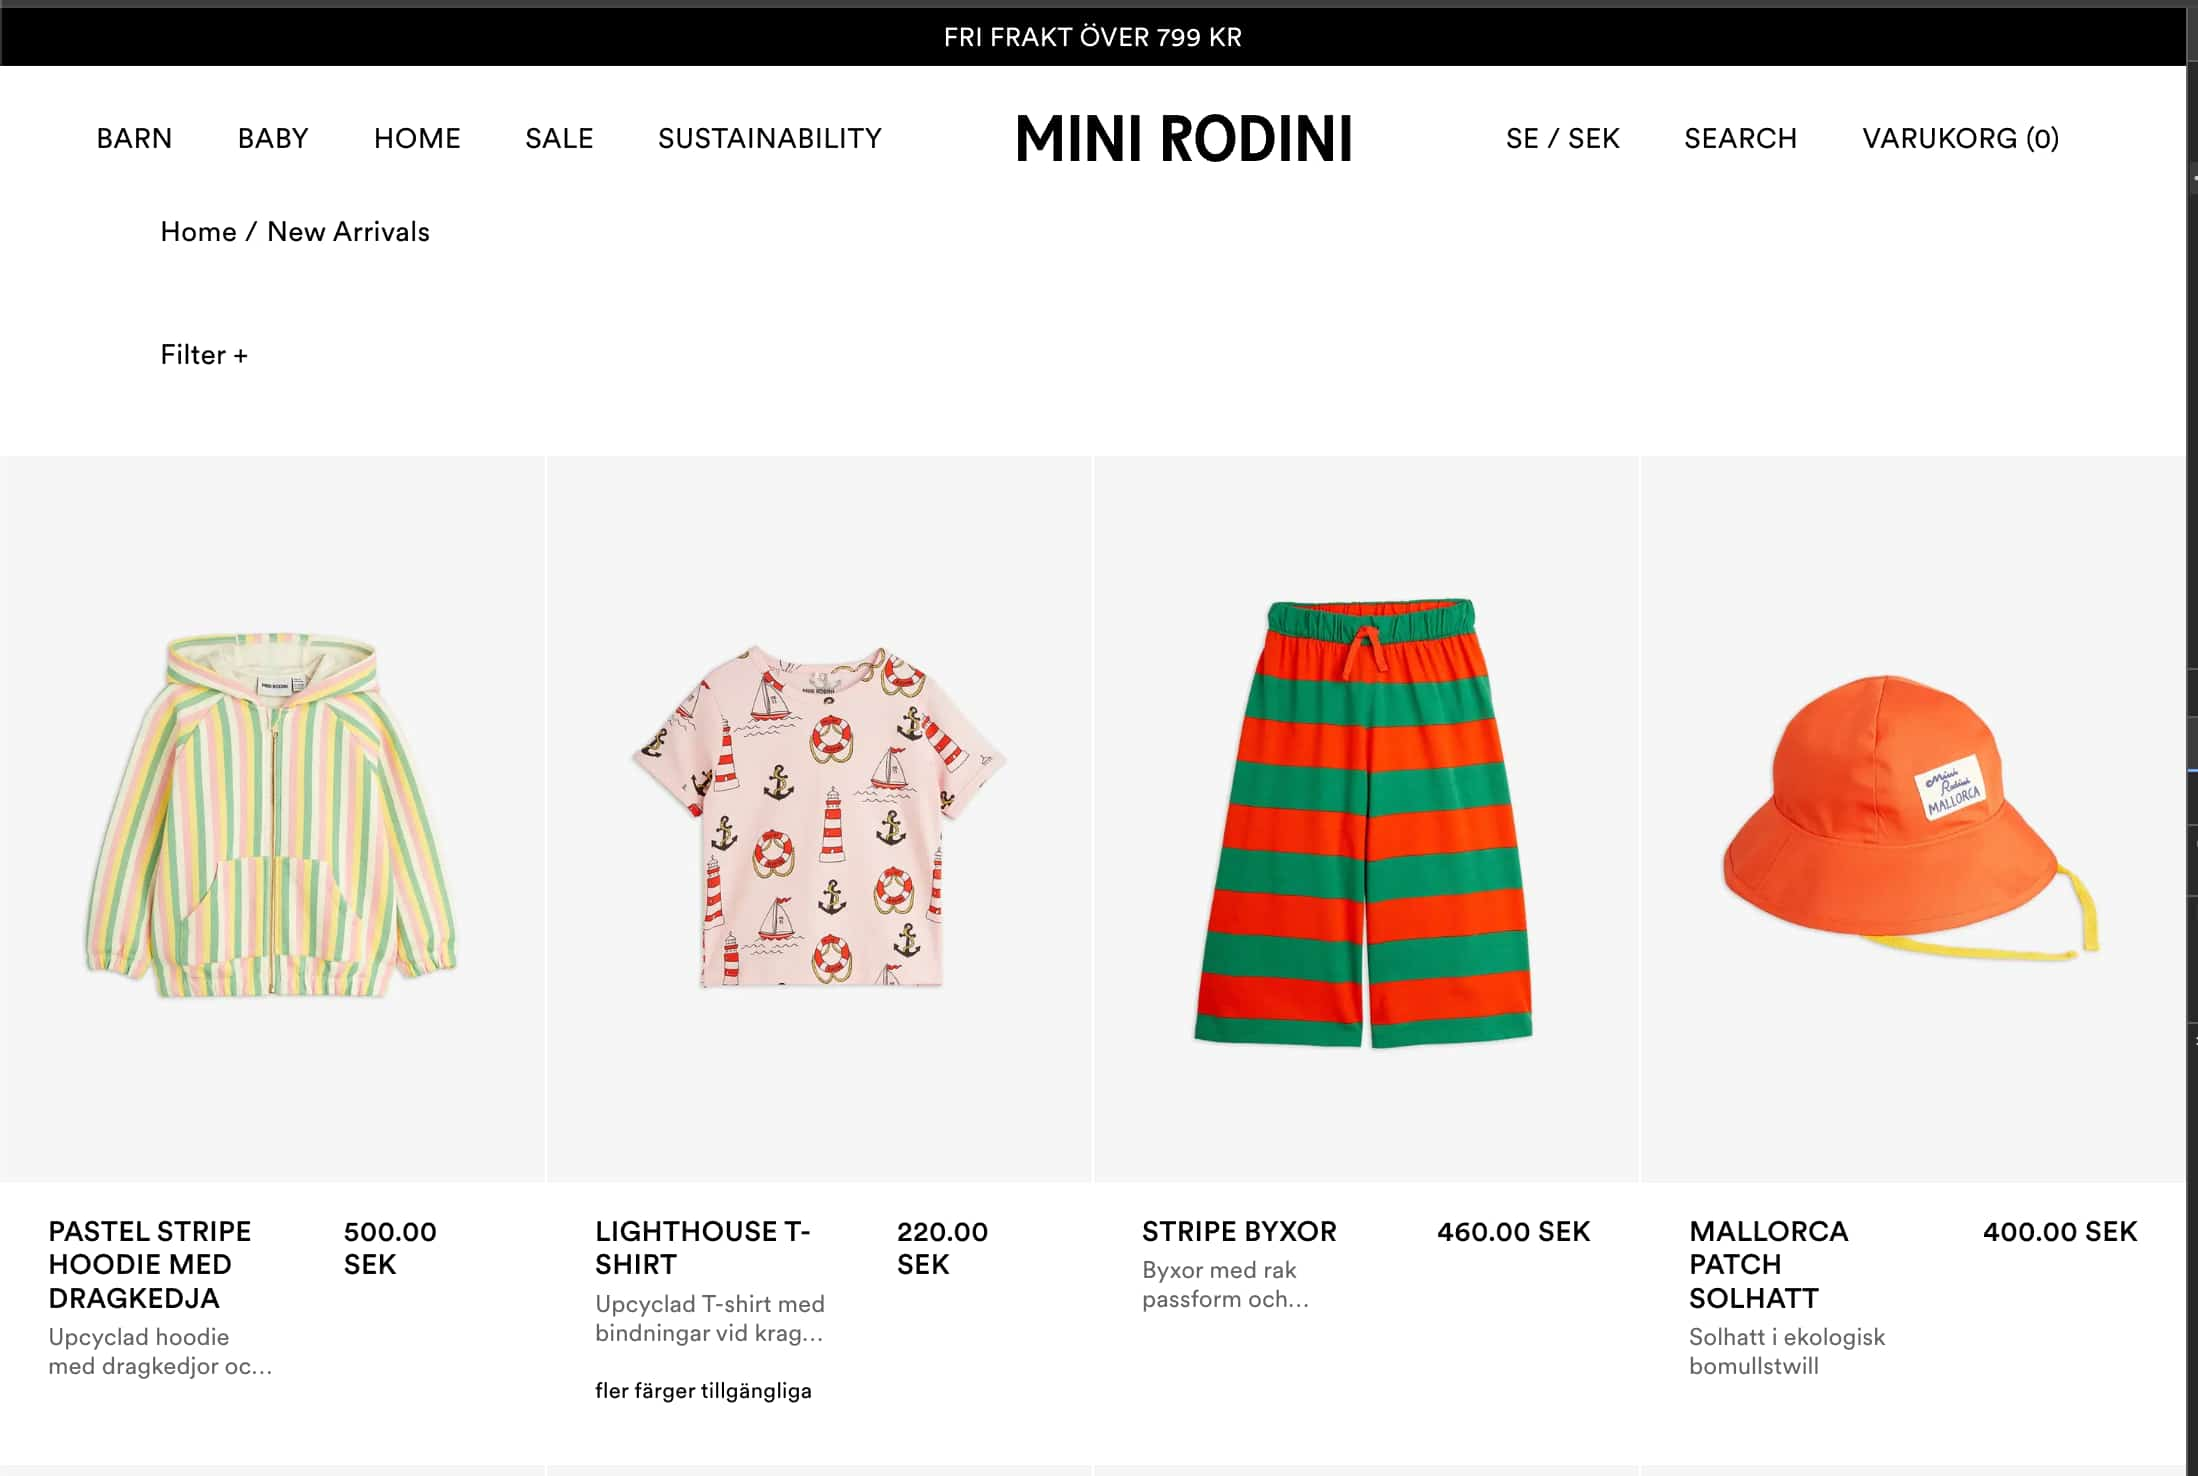 FRI FRAKT ÖVER 799 KR
BARN BABY HOME SALE SUSTAINABILITY MINI RODINI SE / SEK SEARCH VARUKORG (0)
Home / New Arrivals
Filter +
MINI RODINI
MINI RODINI
Mini
Rodini
MALLORCA
PASTEL STRIPE
HOODIE MED
DRAGKEDJA
500.00
SEK
Upcyclad hoodie
med dragkedjor oc...
LIGHTHOUSE T-
SHIRT
220.00
SEK
Upcyclad T-shirt med
bindningar vid krag...
fler färger tillgängliga
STRIPE BYXOR
460.00 SEK
Byxor med rak
passform och...
MALLORCA
PATCH
SOLHATT
400.00 SEK
Solhatt i ekologisk
bomullstwill